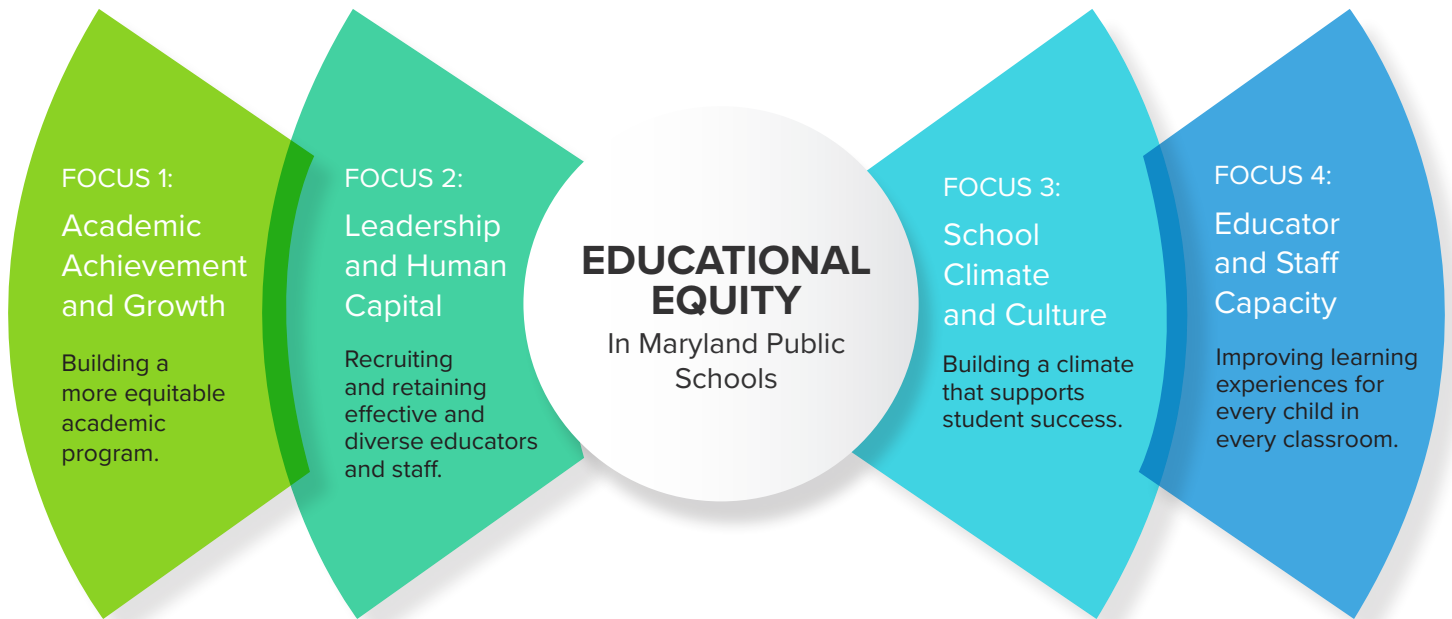 FOCUS 1:
Academic
Achievement
and Growth
Building a
more equitable
academic
program.
FOCUS 2:
Leadership
and Human
Capital
Recruiting
and retaining
effective and
diverse educators
and staff.
EDUCATIONAL
EQUITY
In Maryland Public
Schools
FOCUS 3:
School
Climate
and Culture
Building a climate
that supports
student success.
FOCUS 4:
Educator
and Staff
Capacity
Improving learning
experiences for
every child in
every classroom.